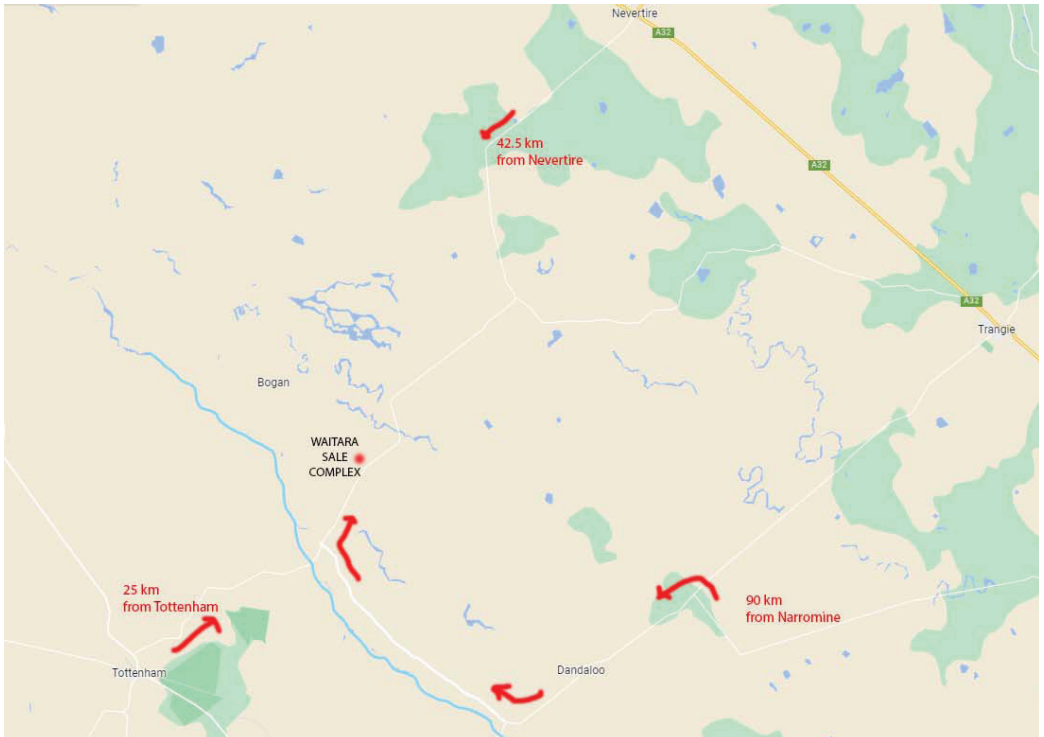 Nevertire
A32
42.5 km
from Nevertire
A32
A32
Trangie
Bogan
WAITARA
SALE
COMPLEX
25 km
from Tottenham
90 km
from Narromine
Tottenham
Dandaloo